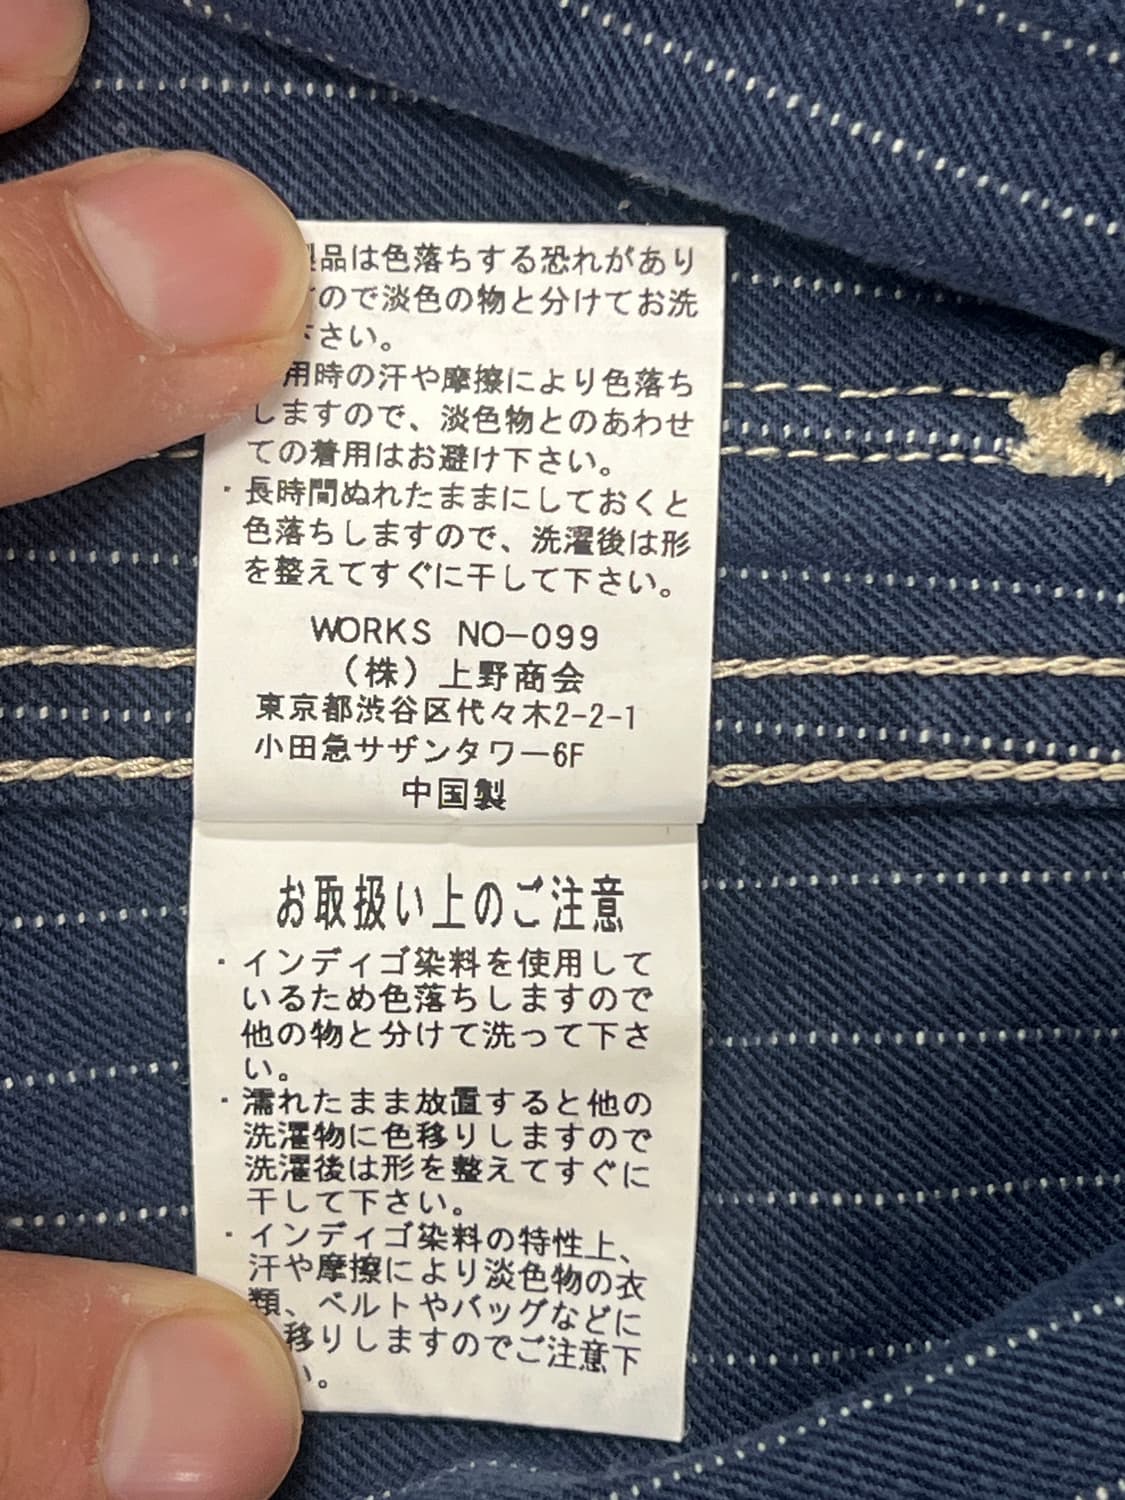 品は色落ちする恐れがあり
ので淡色の物と分けてお洗
さい。
用時の汗や摩擦により色落ち
しますので、淡色物とのあわせ
ての着用はお避け下さい。
・長時間ぬれたままにしておくと
色落ちしますので、洗濯後は形
を整えてすぐに干して下さい。
WORKS NO-099
（株）上野商会
東京都渋谷区代々木2-2-1
小田急サザンタワー6F
中国製
お取扱い上のご注意
・インディゴ染料を使用して
いるため色落ちしますので
他の物と分けて洗って下さ
い。
・濡れたまま放置すると他の
洗濯物に色移りしますので
洗濯後は形を整えてすぐに
干して下さい。
・インディゴ染料の特性上、
汗や摩擦により淡色物の衣
類、ベルトやバッグなどに
移りしますのでご注意下
。